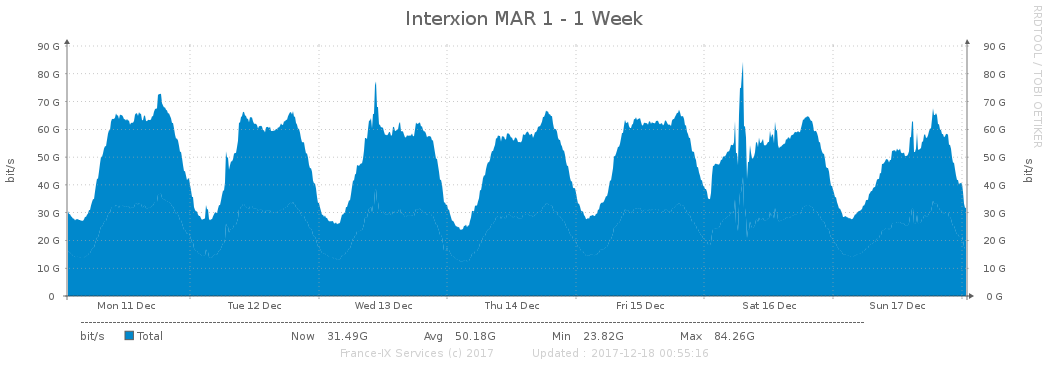 Interxion MAR 1 - 1 Week
RRDTOOL / TOBI OETIKER
bit/s
90 G 90 G
80 G 80 G
70 G 70 G
60 G 60 G
50 G 50 G
40 G 40 G
30 G 30 G
20 G 20 G
10 G 10 G
0 0 G
bit/s
Mon 11 Dec Tue 12 Dec Wed 13 Dec Thu 14 Dec Fri 15 Dec Sat 16 Dec Sun 17 Dec
bit/s Total Now 31.49G Avg 50.18G Min 23.82G Max 84.26G
France-IX Services (c) 2017 Updated : 2017-12-18 00:55:16